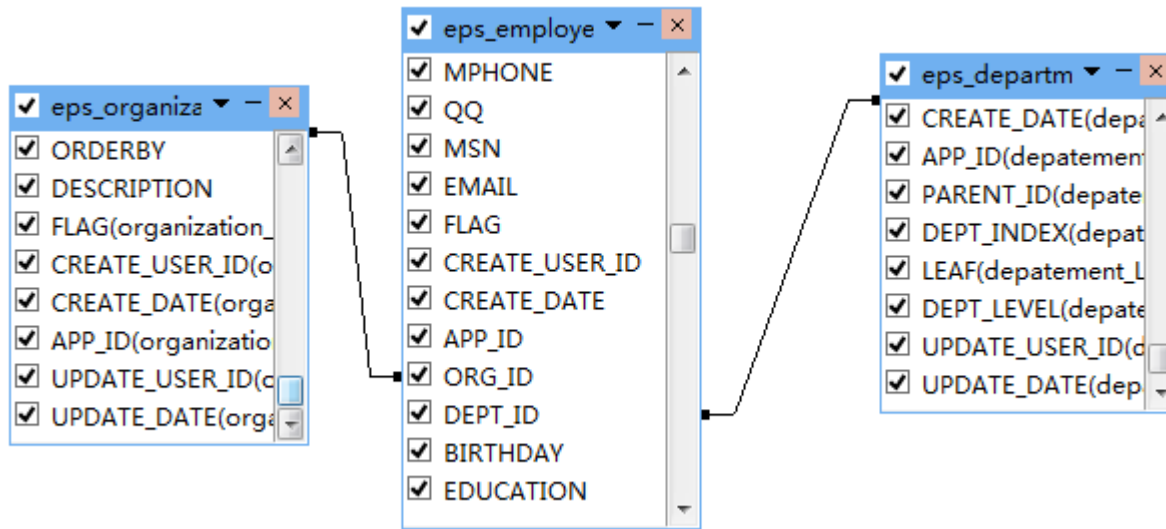 eps_organiza
ORDERBY
DESCRIPTION
FLAG(organization_
CREATE_USER_ID(o
CREATE_DATE(orga
APP_ID(organizatio
UPDATE_USER_ID(o
UPDATE_DATE(orga
eps_employe
MPHONE
QQ
MSN
EMAIL
FLAG
CREATE_USER_ID
CREATE_DATE
APP_ID
ORG_ID
DEPT_ID
BIRTHDAY
EDUCATION
eps_departm
CREATE_DATE(depa
APP_ID(depatement
PARENT_ID(depate
DEPT_INDEX(depat
LEAF(depatement_L
DEPT_LEVEL(depate
UPDATE_USER_ID(d
UPDATE_DATE(depa